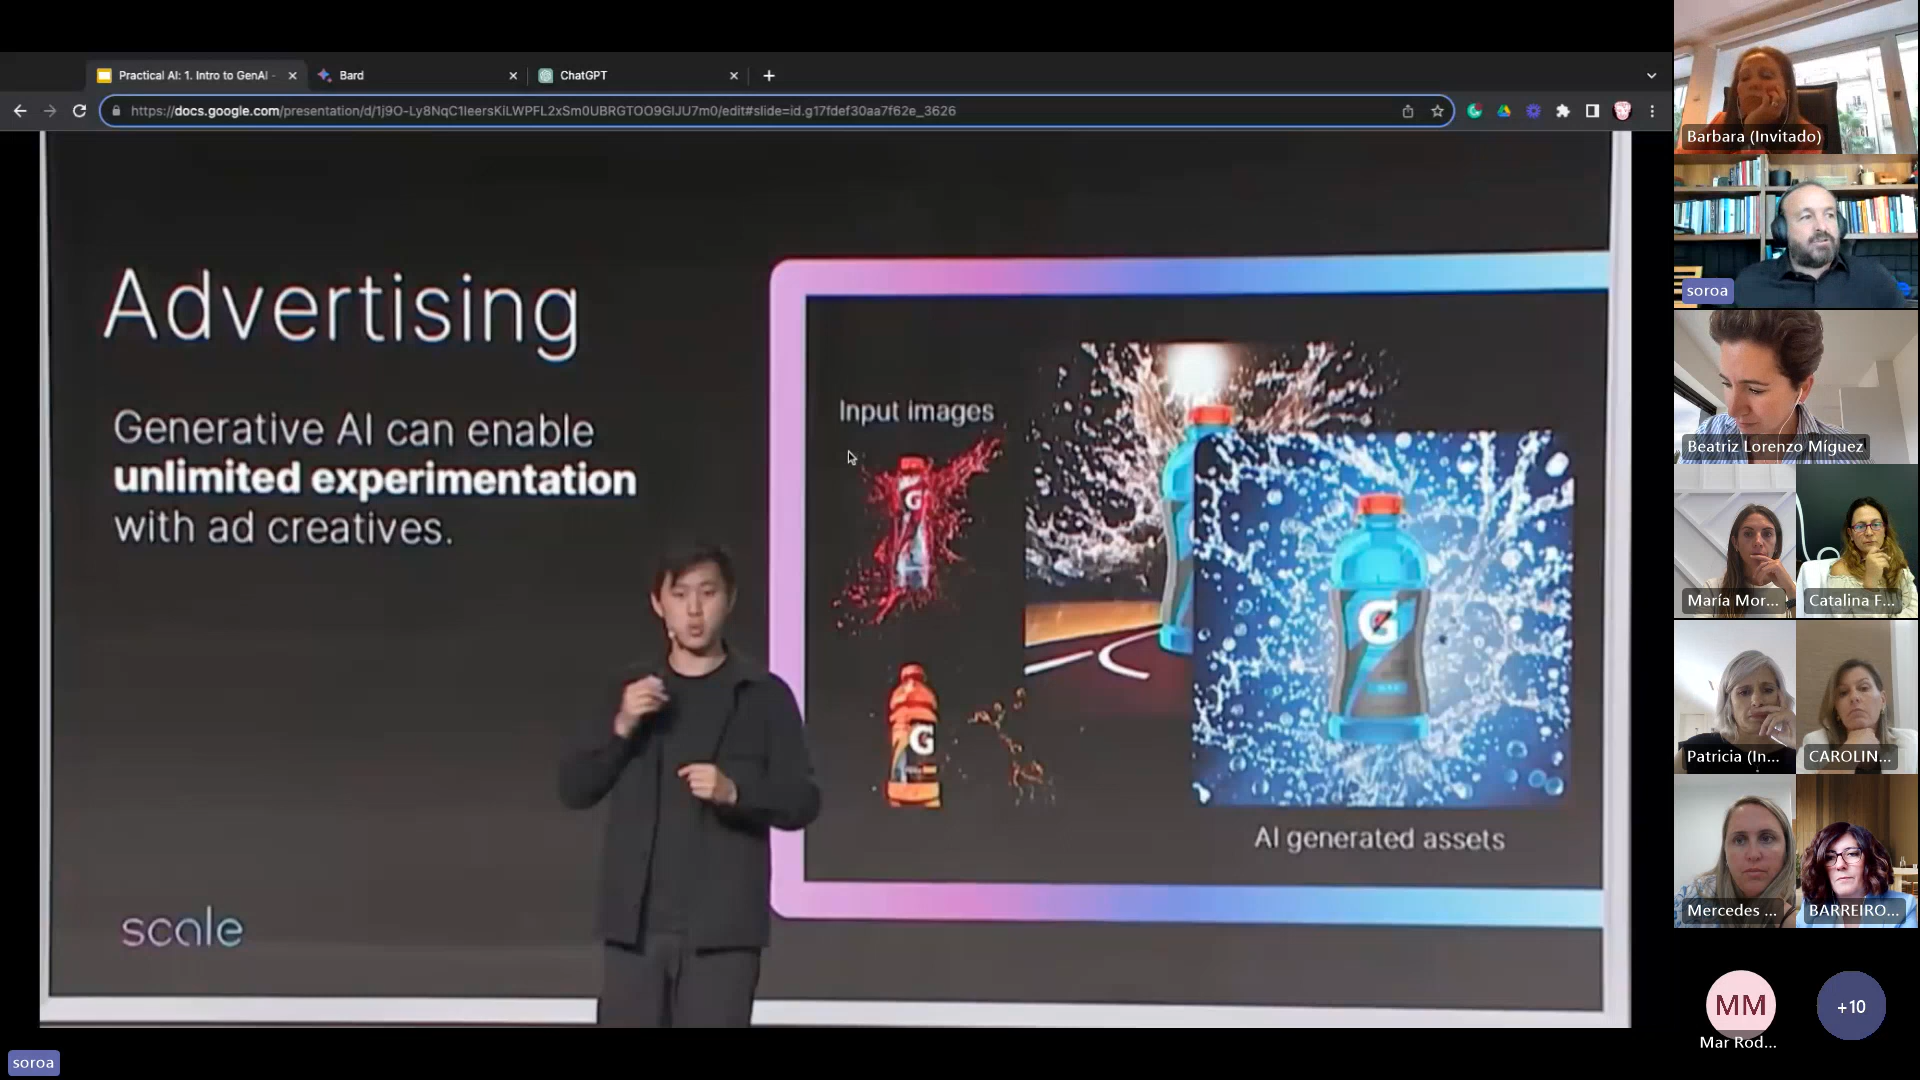 Practical AI: 1. Intro to GenAI -
Bard
ChatGPT
https://docs.google.com/presentation/d/1j9O-Ly8NqC1IeersKiLWPFL2xSm0UBRGTOO9GIJU7m0/edit#slide=id.g17fdef30aa7f62e_3626
Advertising
Generative AI can enable
unlimited experimentation
with ad creatives.
scale
Input images
G
G
G
AI generated assets
Barbara (Invitado)
soroa
Beatriz Lorenzo Míguez
María Mor...
Catalina F...
Patricia (In...
CAROLIN...
Mercedes ...
BARREIRO...
MM
Mar Rod...
+10
soroa